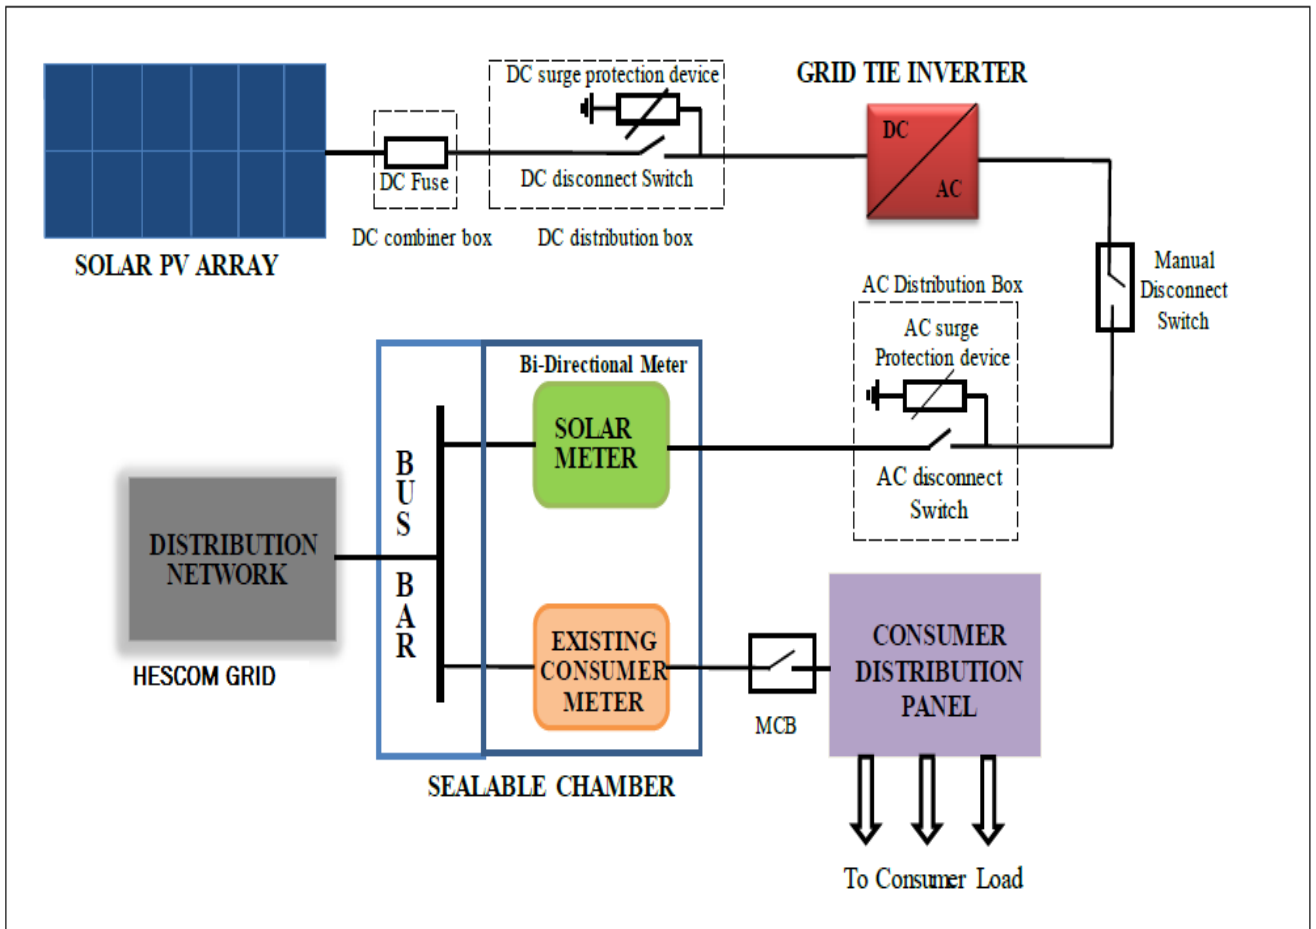 DC surge protection device
GRID TIE INVERTER
DC
AC
DC Fuse
DC disconnect Switch
DC combiner box
DC distribution box
SOLAR PV ARRAY
Manual
Disconnect
Switch
AC Distribution Box
AC surge
Protection device
AC disconnect
Switch
Bi-Directional Meter
SOLAR
METER
BUS
BAR
DISTRIBUTION
NETWORK
HESCOM GRID
EXISTING
CONSUMER
METER
MCB
CONSUMER
DISTRIBUTION
PANEL
SEALABLE CHAMBER
To Consumer Load